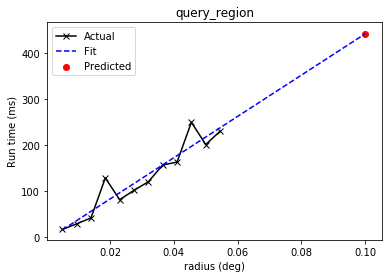 query_region
Actual
Fit
Predicted
Run time (ms)
400
300
200
100
0
0.02 0.04 0.06 0.08 0.10
radius (deg)